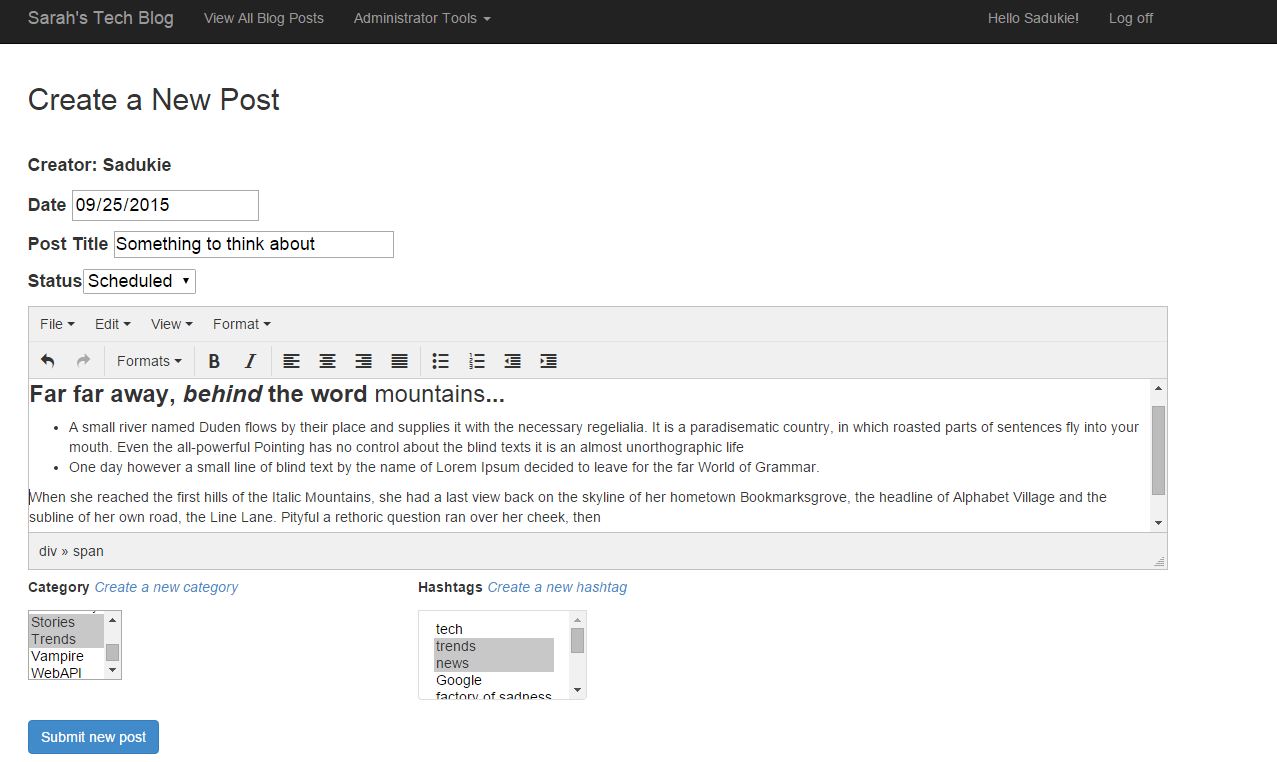 Sarah's Tech Blog View All Blog Posts Administrator Tools Hello Sadukie! Log off
Create a New Post
Creator: Sadukie
Date 09/25/2015
Post Title Something to think about
Status Scheduled
File Edit View Format
Formats B I
Far far away, behind the word mountains...
• A small river named Duden flows by their place and supplies it with the necessary regelialia. It is a paradisematic country, in which roasted parts of sentences fly into your
mouth. Even the all-powerful Pointing has no control about the blind texts it is an almost unorthographic life
• One day however a small line of blind text by the name of Lorem Ipsum decided to leave for the far World of Grammar.
When she reached the first hills of the Italic Mountains, she had a last view back on the skyline of her hometown Bookmarksgrove, the headline of Alphabet Village and the
subline of her own road, the Line Lane. Pityful a rethoric question ran over her cheek, then
div » span
Category Create a new category
Stories
Trends
Vampire
WebAPI
Hashtags Create a new hashtag
tech
trends
news
Google
factory of sadness
Submit new post